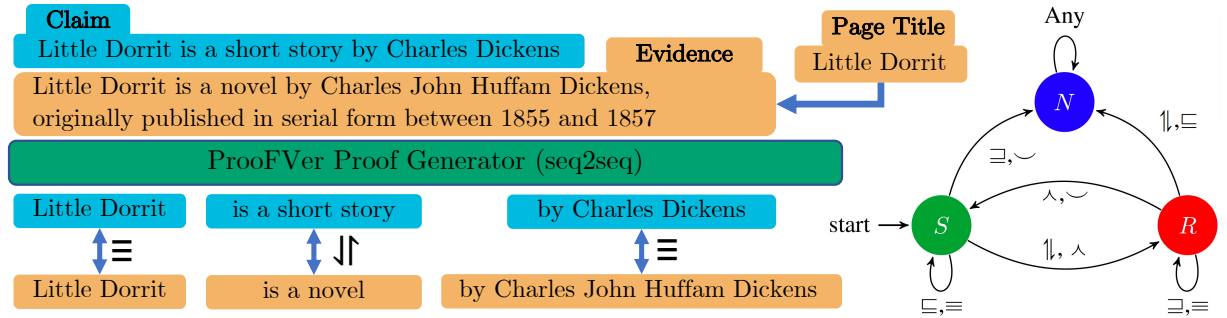 Claim
Little Dorrit is a short story by Charles Dickens
Evidence
Page Title
Little Dorrit
Little Dorrit is a novel by Charles John Huffam Dickens,
originally published in serial form between 1855 and 1857
ProoFVer Proof Generator (seq2seq)
Little Dorrit
is a short story
by Charles Dickens
≡
⥯
≡
Little Dorrit
is a novel
by Charles John Huffam Dickens
Any
N
⥮,⊑
⊒,⌣
⋏,⌣
start
S
R
⥮, ⋏
⊑,≡
⊒,≡